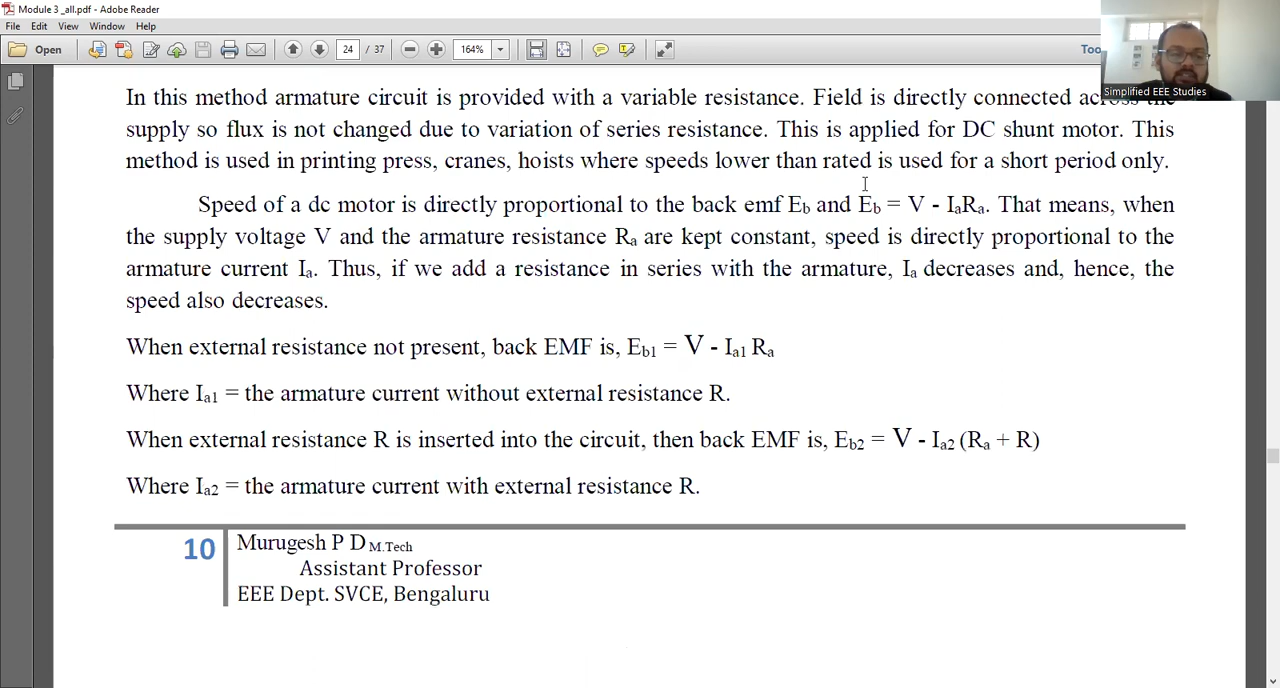 Module 3 _all.pdf - Adobe Reader
File Edit View Window Help
Open 24 / 37 164% Too
Simplified EEE Studies
In this method armature circuit is provided with a variable resistance. Field is directly connected across the
supply so flux is not changed due to variation of series resistance. This is applied for DC shunt motor. This
method is used in printing press, cranes, hoists where speeds lower than rated is used for a short period only.
Speed of a dc motor is directly proportional to the back emf Eb and Eb = V - IaRa. That means, when
the supply voltage V and the armature resistance Ra are kept constant, speed is directly proportional to the
armature current Ia. Thus, if we add a resistance in series with the armature, Ia decreases and, hence, the
speed also decreases.
When external resistance not present, back EMF is, Eb1 = V - Ia1 Ra
Where Ia1 = the armature current without external resistance R.
When external resistance R is inserted into the circuit, then back EMF is, Eb2 = V - Ia2 (Ra + R)
Where Ia2 = the armature current with external resistance R.
10 Murugesh P D M.Tech
Assistant Professor
EEE Dept. SVCE, Bengaluru